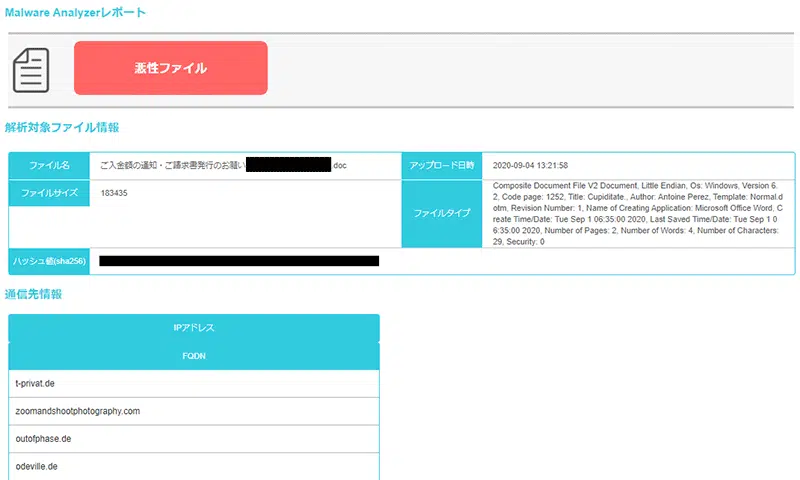 Malware Analyzerレポート
悪性ファイル
解析対象ファイル情報
ファイル名
ご入金額の通知・ご請求書発行のお願い
.doc
アップロード日時
2020-09-04 13:21:58
ファイルサイズ
183435
ファイルタイプ
Composite Document File V2 Document, Little Endian, Os: Windows, Version 6.
2, Code page: 1252, Title: Cupiditate., Author: Antoine Perez, Template: Normal.do
tm, Revision Number: 1, Name of Creating Application: Microsoft Office Word, C
reate Time/Date: Tue Sep 1 06:35:00 2020, Last Saved Time/Date: Tue Sep 1 0
6:35:00 2020, Number of Pages: 2, Number of Words: 4, Number of Characters:
29, Security: 0
ハッシュ値(sha256)
通信先情報
IPアドレス
FQDN
t-privat.de
zoomandshootphotography.com
outofphase.de
odeville.de